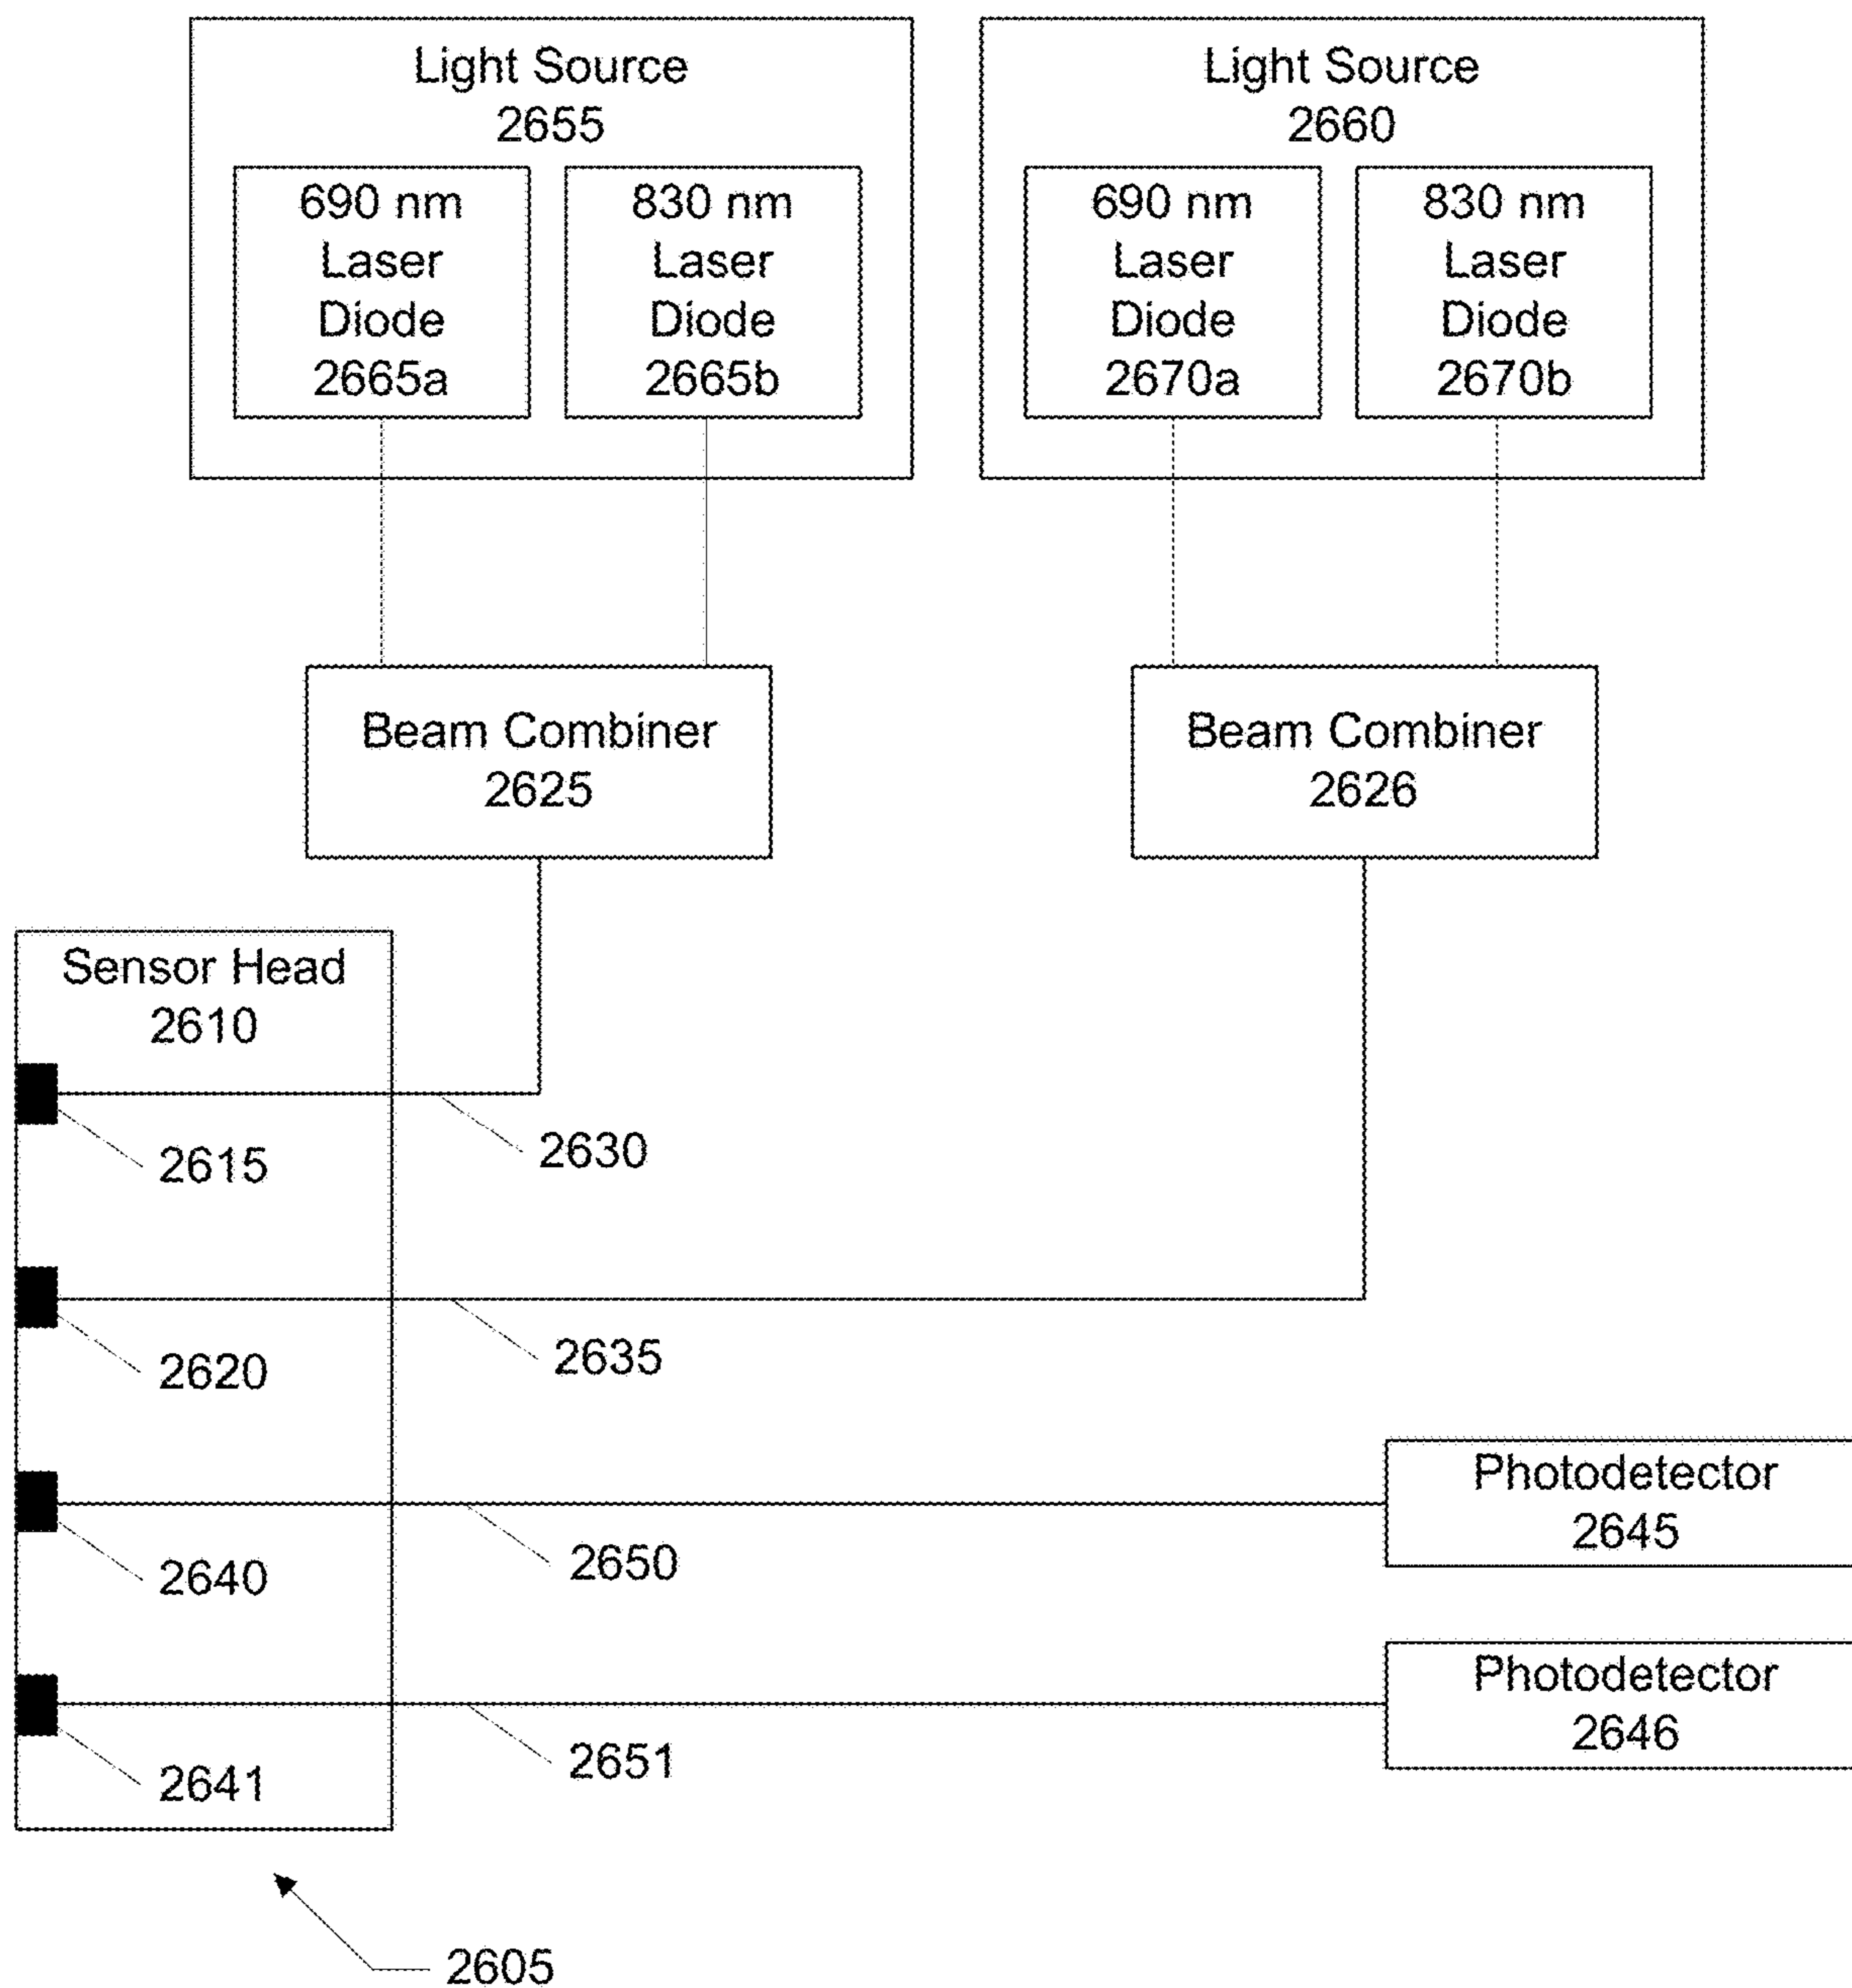 Light Source
2655
690 nm
Laser
Diode
2665a
830 nm
Laser
Diode
2665b
Light Source
2660
690 nm
Laser
Diode
2670a
830 nm
Laser
Diode
2670b
Beam Combiner
2625
Beam Combiner
2626
Sensor Head
2610
2615
2630
2620
2635
2640
2650
Photodetector
2645
2641
2651
Photodetector
2646
2605